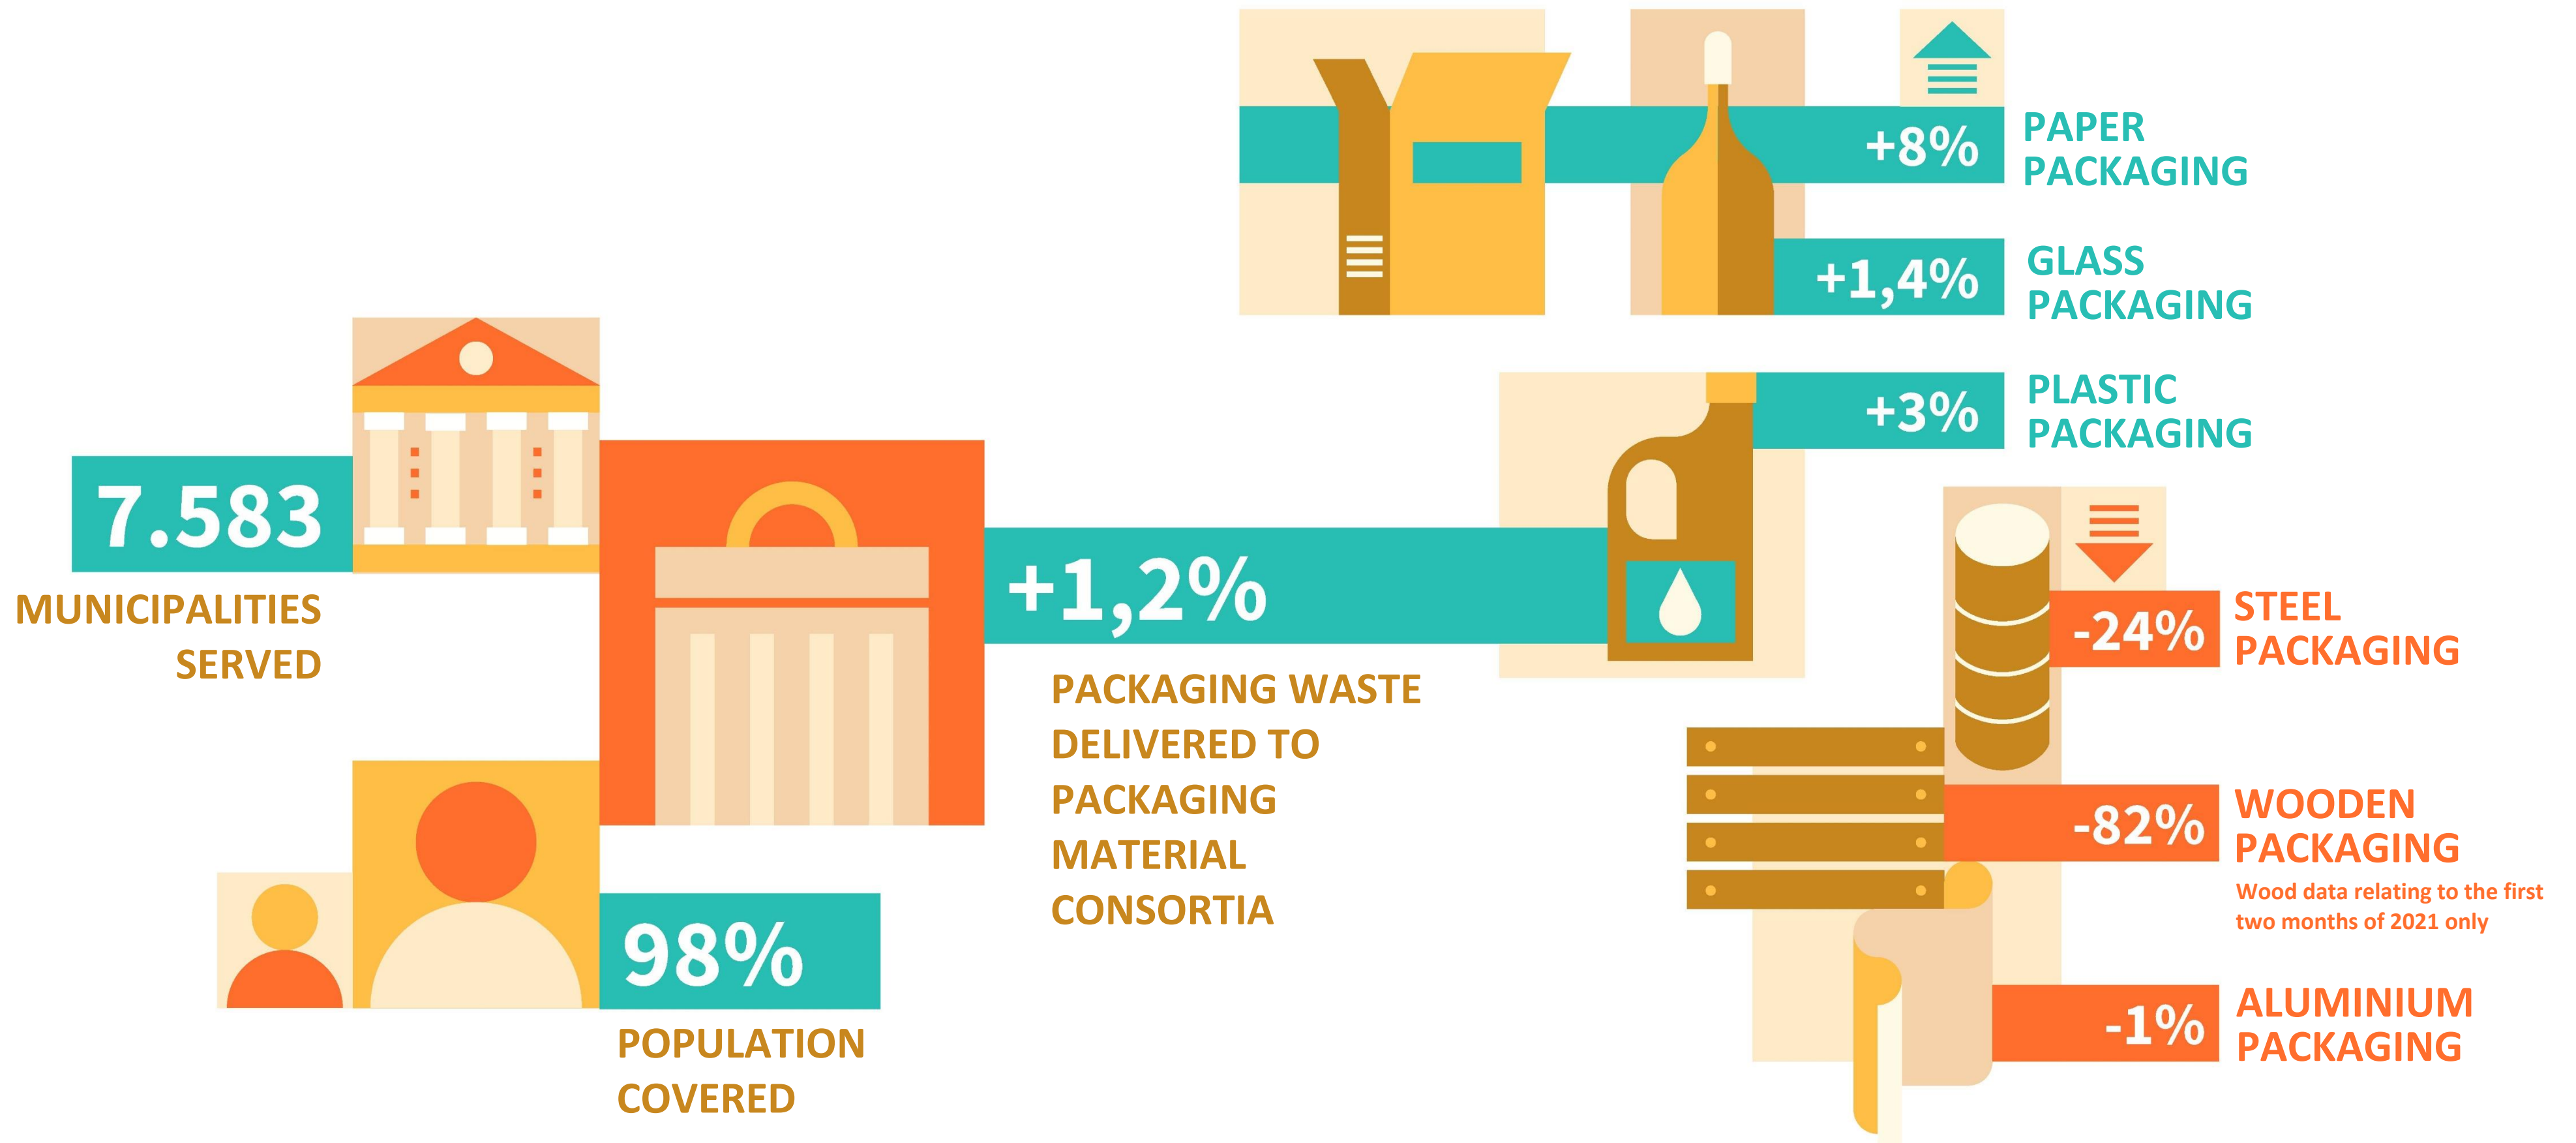 7.583
MUNICIPALITIES
SERVED
98%
POPULATION
COVERED
+1,2%
PACKAGING WASTE
DELIVERED TO
PACKAGING
MATERIAL
CONSORTIA
+8%
PAPER
PACKAGING
+1,4%
GLASS
PACKAGING
+3%
PLASTIC
PACKAGING
-24%
STEEL
PACKAGING
-82%
WOODEN
PACKAGING
Wood data relating to the first
two months of 2021 only
-1%
ALUMINIUM
PACKAGING